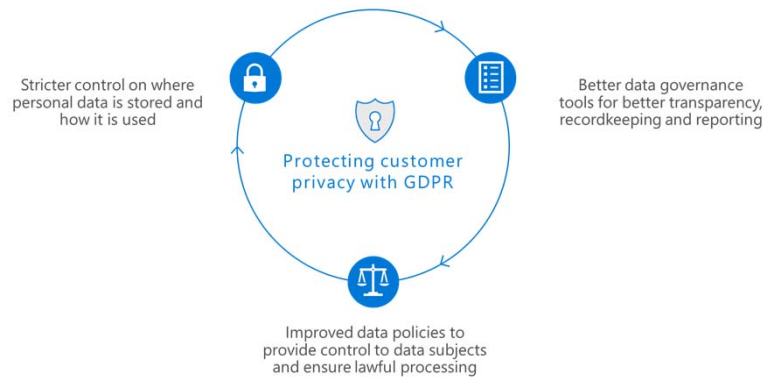 Stricter control on where
personal data is stored and
how it is used
Protecting customer
privacy with GDPR
Better data governance
tools for better transparency,
recordkeeping and reporting
Improved data policies to
provide control to data subjects
and ensure lawful processing